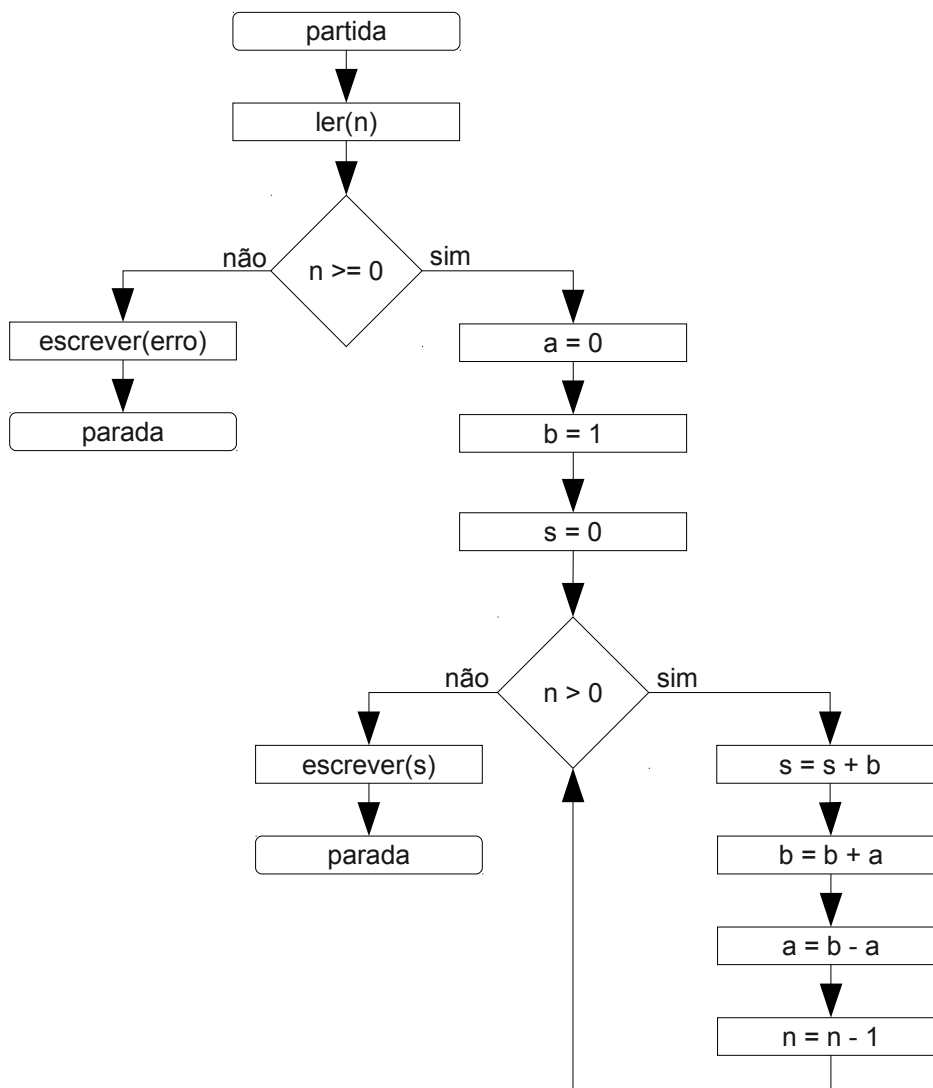 partida
ler(n)
n >= 0
não
sim
escrever(erro)
parada
a = 0
b = 1
s = 0
n > 0
não
sim
escrever(s)
parada
s = s + b
b = b + a
a = b - a
n = n - 1